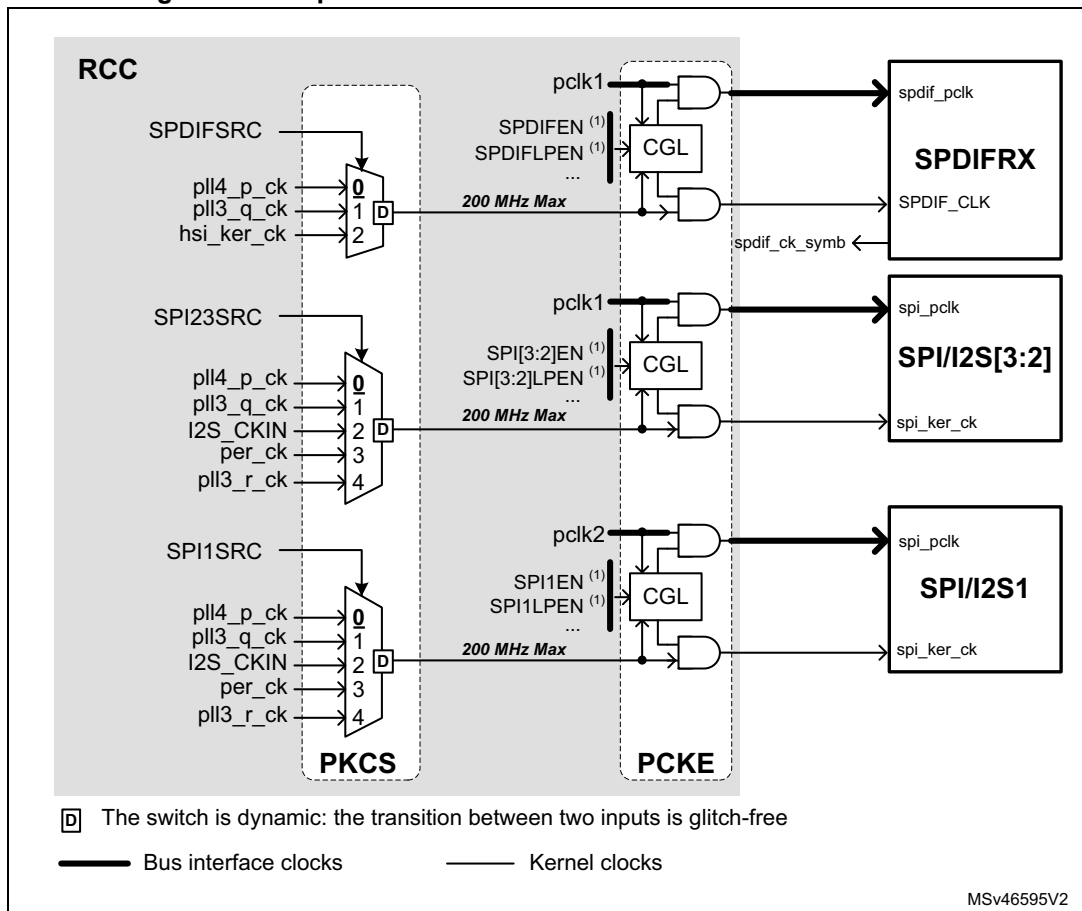 RCC
pclk1
SPDIFSRC
SPDIFEN (1)
SPDIFLPEN (1)
...
CGL
spdif_pclk
SPDIFRX
pll4_p_ck
0
pll3_q_ck
1
D
hsi_ker_ck
2
200 MHz Max
SPDIF_CLK
spdif_ck_symb
pclk1
SPI23SRC
SPI[3:2]EN (1)
SPI[3:2]LPEN (1)
...
CGL
spi_pclk
SPI/I2S[3:2]
pll4_p_ck
0
pll3_q_ck
1
I2S_CKIN
2
D
per_ck
3
pll3_r_ck
4
200 MHz Max
spi_ker_ck
pclk2
SPI1SRC
SPI1EN (1)
SPI1LPEN (1)
...
CGL
spi_pclk
SPI/I2S1
pll4_p_ck
0
pll3_q_ck
1
I2S_CKIN
2
D
per_ck
3
pll3_r_ck
4
200 MHz Max
spi_ker_ck
PKCS
PCKE
D The switch is dynamic: the transition between two inputs is glitch-free
Bus interface clocks
Kernel clocks
MSv46595V2